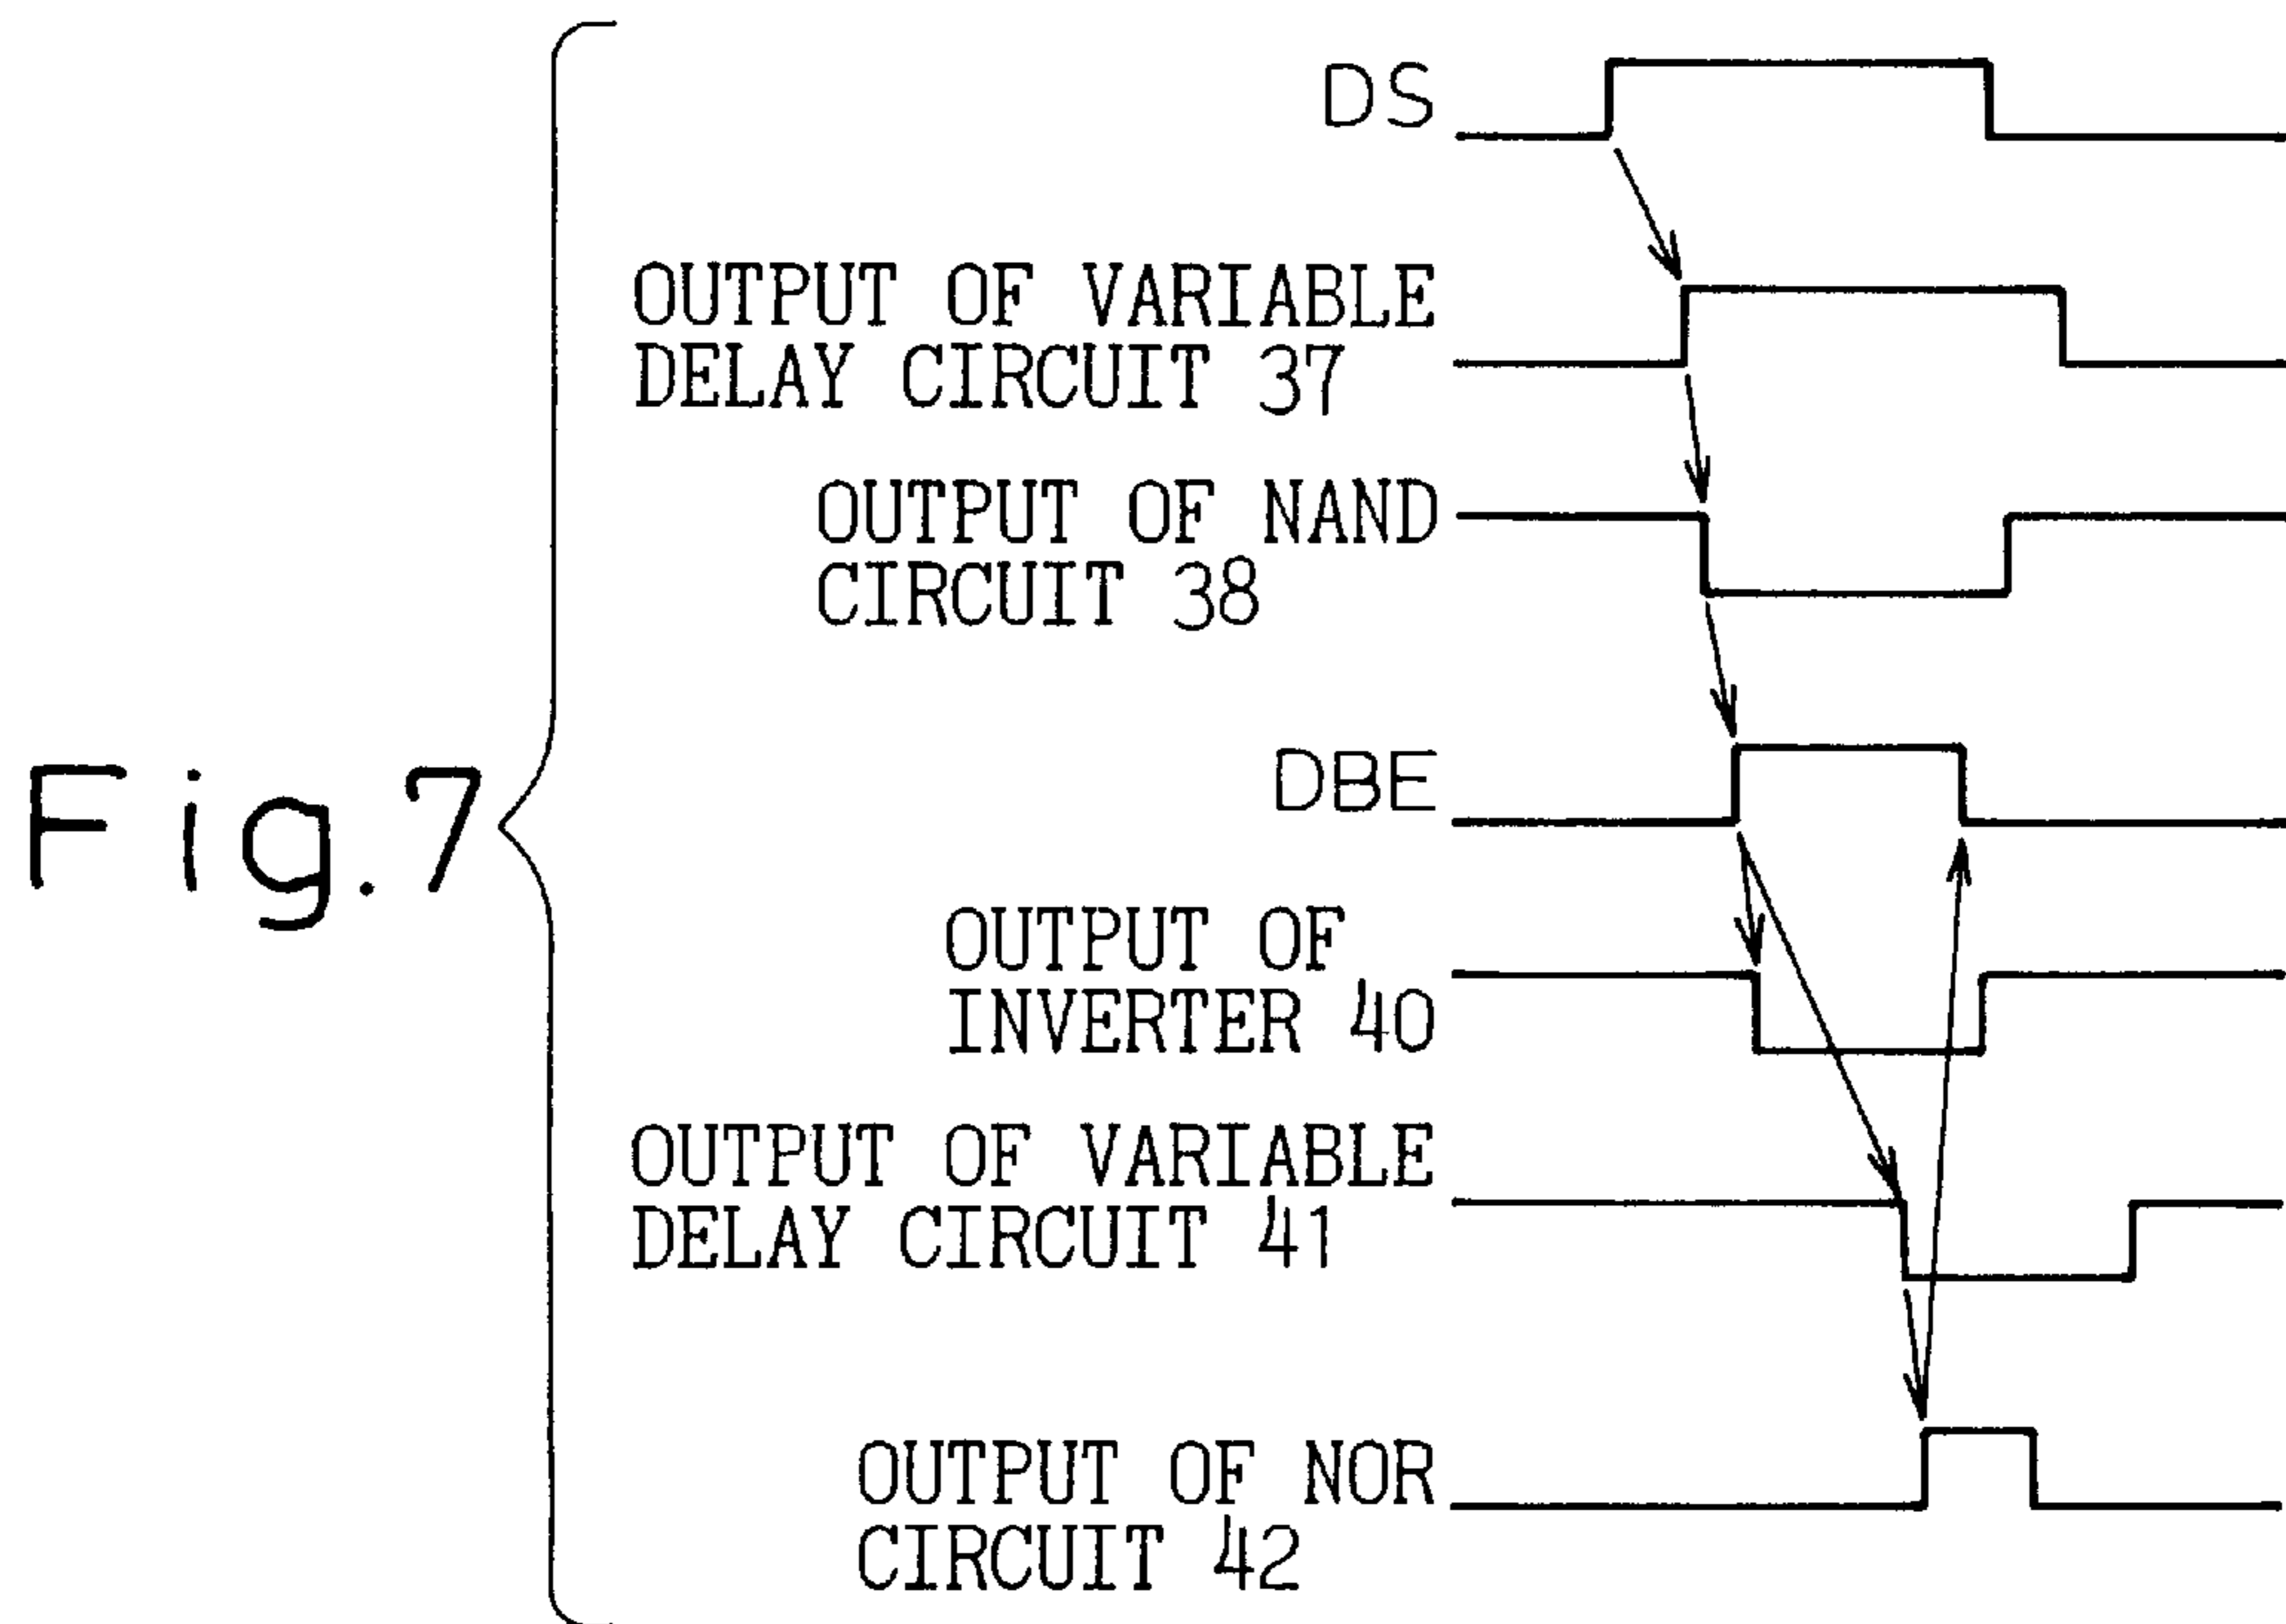 Fig.7
DS
OUTPUT OF VARIABLE
DELAY CIRCUIT 37
OUTPUT OF NAND
CIRCUIT 38
DBE
OUTPUT OF
INVERTER 40
OUTPUT OF VARIABLE
DELAY CIRCUIT 41
OUTPUT OF NOR
CIRCUIT 42